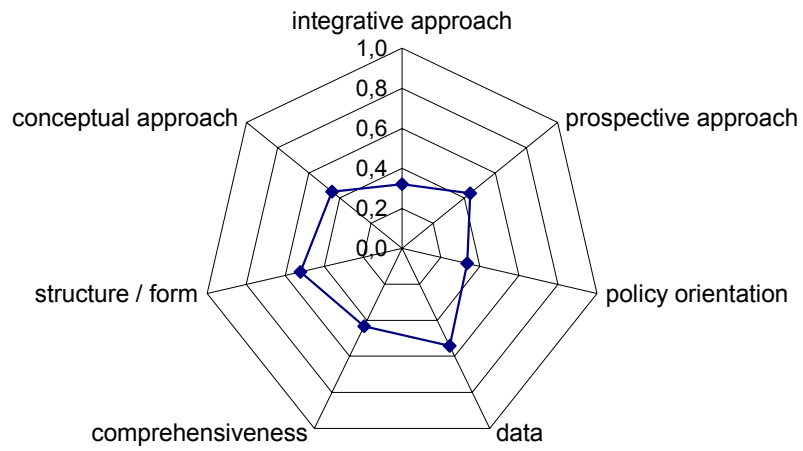 integrative approach
1,0
0,8
conceptual approach
prospective approach
0,6
0,4
0,2
0,0
structure / form
policy orientation
comprehensiveness
data